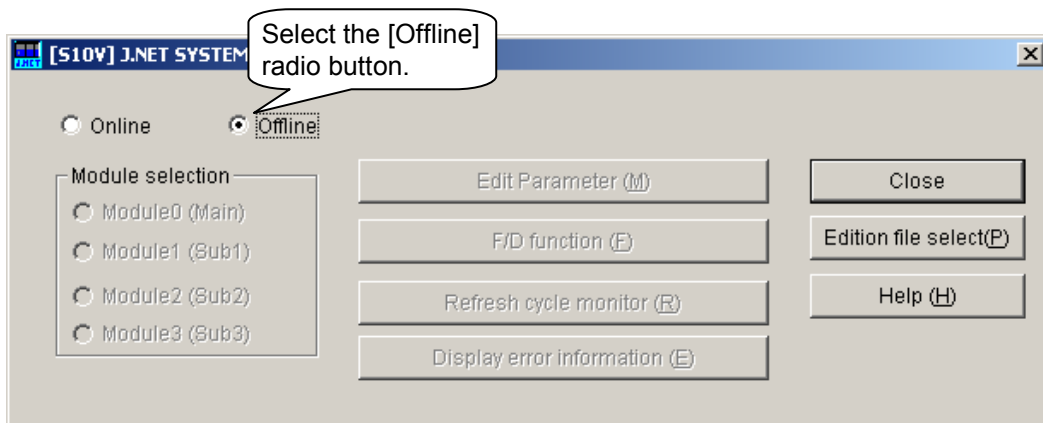 Select the [Offline]
radio button.
[S10V] J.NET SYSTEM
J.NET
Online
Offline
Module selection
Module0 (Main)
Module1 (Sub1)
Module2 (Sub2)
Module3 (Sub3)
Edit Parameter (M)
F/D function (F)
Refresh cycle monitor (R)
Display error information (E)
Close
Edition file select(P)
Help (H)